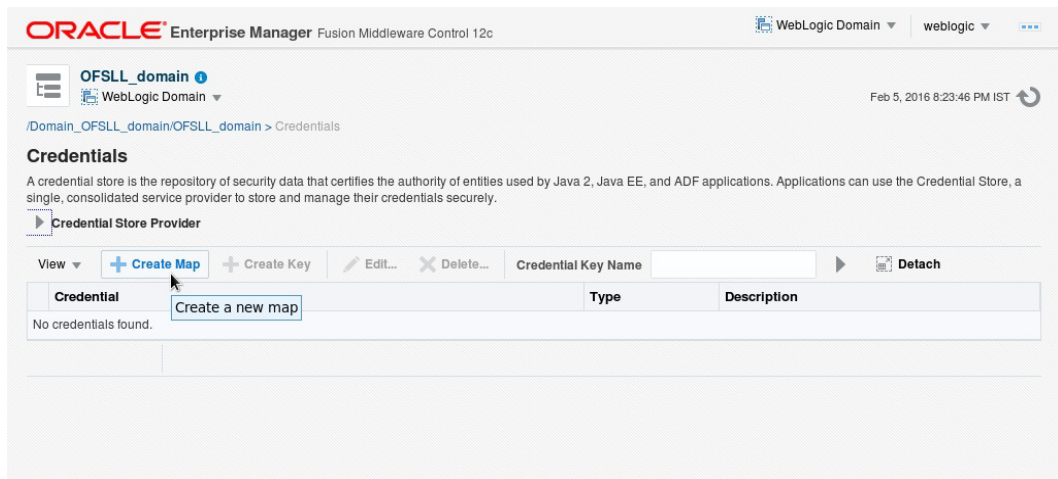 ORACLE® Enterprise Manager Fusion Middleware Control 12c WebLogic Domain weblogic
OFSLL_domain
WebLogic Domain Feb 5, 2016 8:23:46 PM IST
/Domain_OFSLL_domain/OFSLL_domain > Credentials
Credentials
A credential store is the repository of security data that certifies the authority of entities used by Java 2, Java EE, and ADF applications. Applications can use the Credential Store, a
single, consolidated service provider to store and manage their credentials securely.
Credential Store Provider
View Create Map Create Key Edit... Delete... Credential Key Name Detach
Credential Type Description
Create a new map
No credentials found.